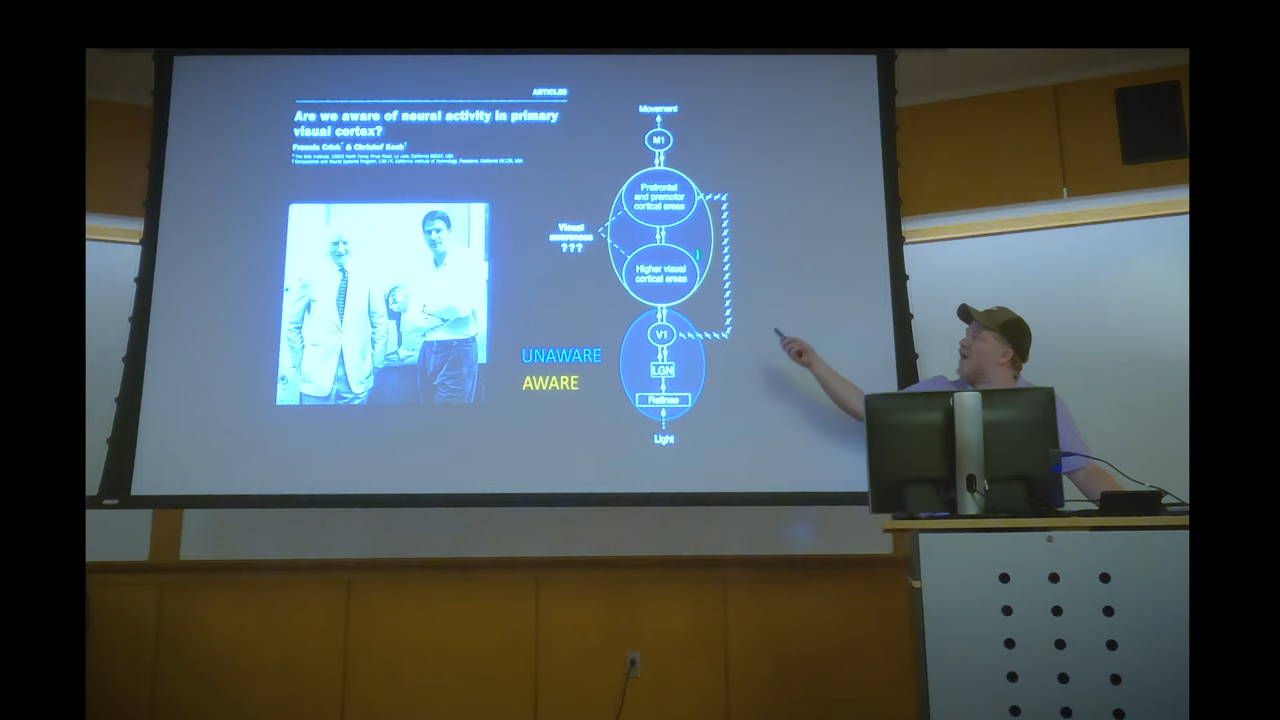 ARTICLES
Are we aware of neural activity in primary
visual cortex?
Francis Crick* & Christof Koch†
Movement
M1
Prefrontal
and premotor
cortical areas
Visual
awareness
???
Higher visual
cortical areas
V1
UNAWARE
AWARE
LGN
Retinae
Light